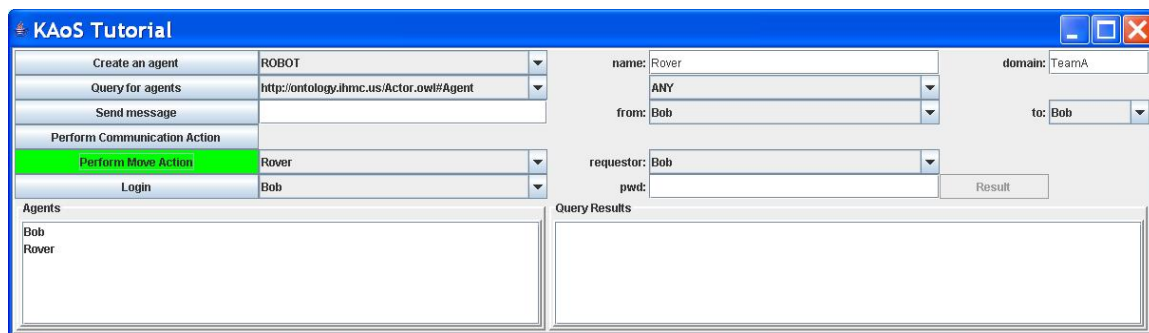 KAoS Tutorial
Create an agent ROBOT name: Rover domain: TeamA
Query for agents http://ontology.ihmc.us/Actor.owl#Agent ANY
Send message from: Bob to: Bob
Perform Communication Action
Perform Move Action Rover requestor: Bob
Login Bob pwd: Result
Agents Query Results
Bob
Rover